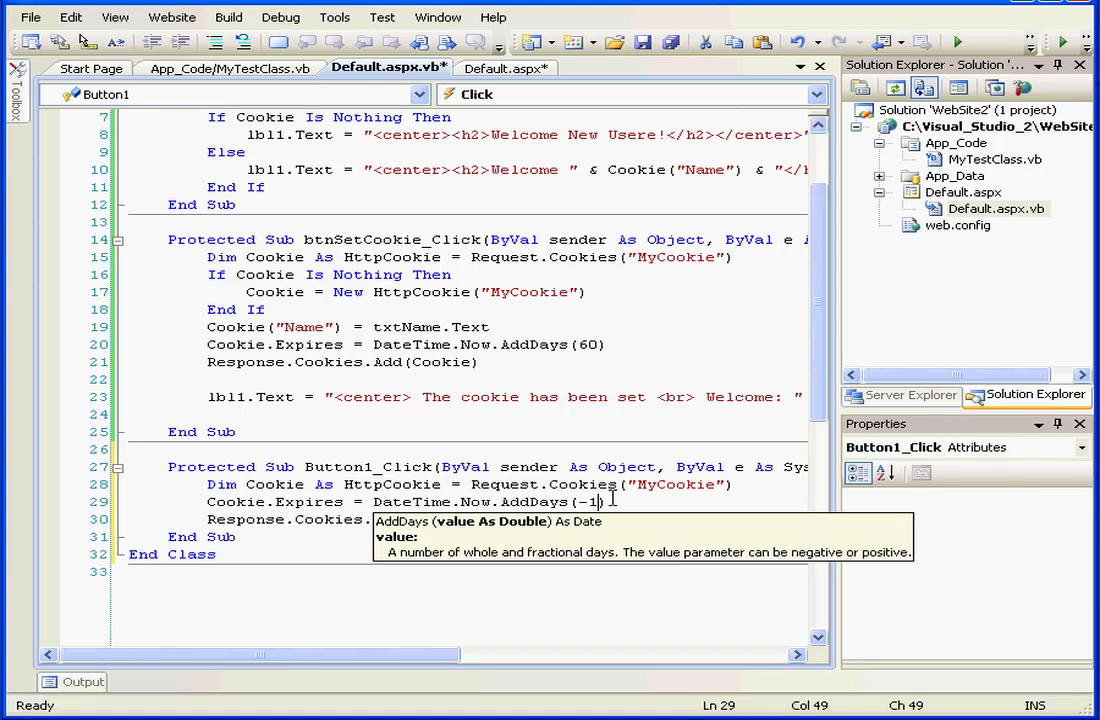 File Edit View Website Build Debug Tools Test Window Help
Start Page App_Code/MyTestClass.vb Default.aspx.vb* Default.aspx*
Toolbox
Button1 Click
7 If Cookie Is Nothing Then
8 lbl1.Text = "<center><h2>Welcome New Usere!</h2></center>"
9 Else
10 lbl1.Text = "<center><h2>Welcome " & Cookie("Name") & "</h
11 End If
12 End Sub
13
14 Protected Sub btnSetCookie_Click(ByVal sender As Object, ByVal e A
15 Dim Cookie As HttpCookie = Request.Cookies("MyCookie")
16 If Cookie Is Nothing Then
17 Cookie = New HttpCookie("MyCookie")
18 End If
19 Cookie("Name") = txtName.Text
20 Cookie.Expires = DateTime.Now.AddDays(60)
21 Response.Cookies.Add(Cookie)
22
23 lbl1.Text = "<center> The cookie has been set <br> Welcome: "
24
25 End Sub
26
27 Protected Sub Button1_Click(ByVal sender As Object, ByVal e As Sys
28 Dim Cookie As HttpCookie = Request.Cookies("MyCookie")
29 Cookie.Expires = DateTime.Now.AddDays(-1)
30 Response.Cookies.
AddDays (value As Double) As Date
value:
A number of whole and fractional days. The value parameter can be negative or positive.
31 End Sub
32 End Class
33
Solution Explorer - Solution '...
Solution 'WebSite2' (1 project)
C:\Visual_Studio_2\WebSite
App_Code
MyTestClass.vb
App_Data
Default.aspx
Default.aspx.vb
web.config
Server Explorer Solution Explorer
Properties
Button1_Click Attributes
Output
Ready Ln 29 Col 49 Ch 49 INS